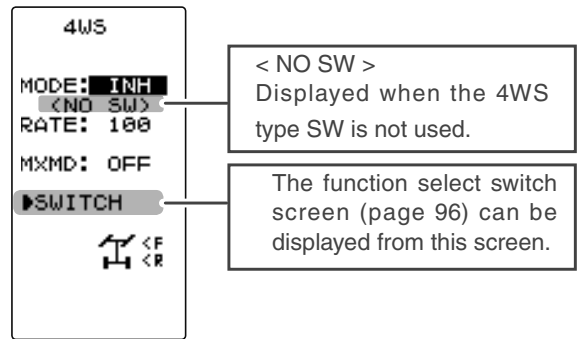 4WS
MODE: INH
<NO SW>
RATE: 100
MXMD: OFF
▶SWITCH
<F
<R
< NO SW >
Displayed when the 4WS
type SW is not used.
The function select switch
screen (page 96) can be
displayed from this screen.